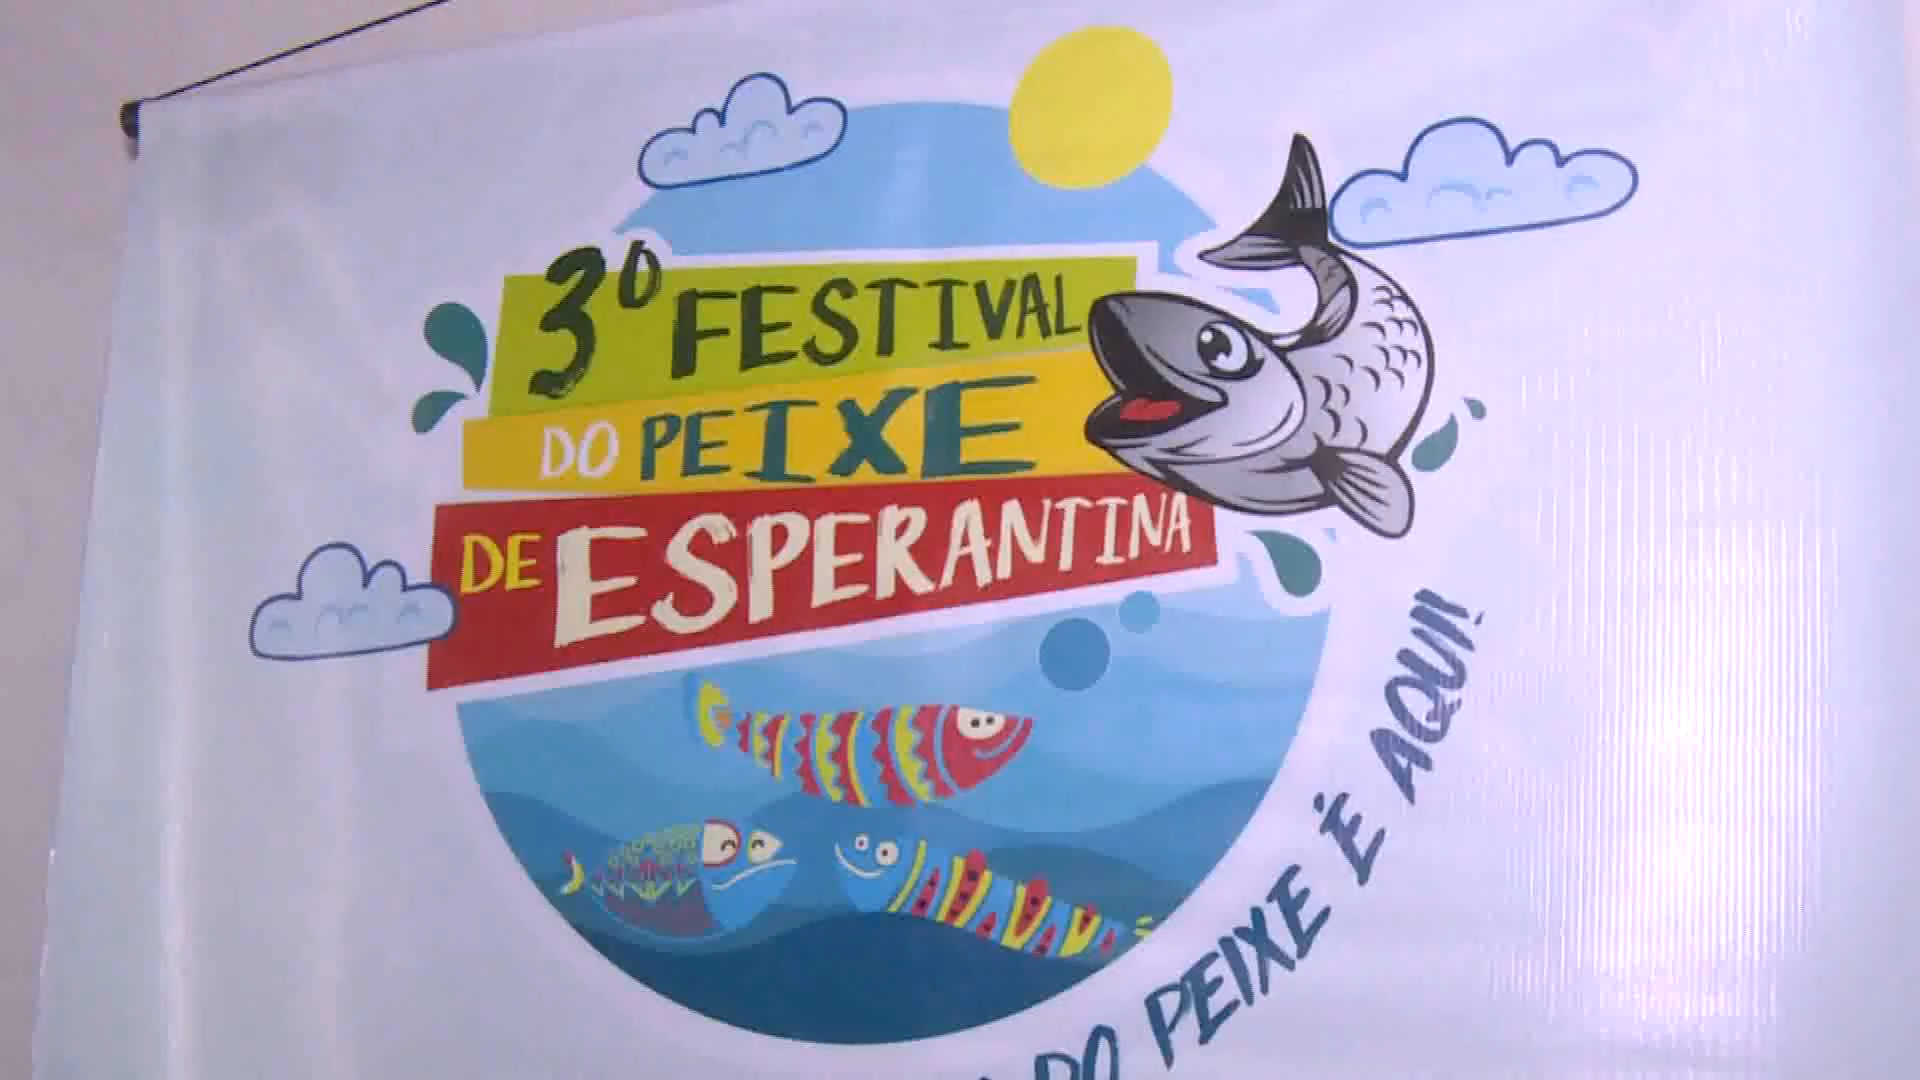 3º FESTIVAL
DO PEIXE
DE ESPERANTINA
DO PEIXE É AQUI!